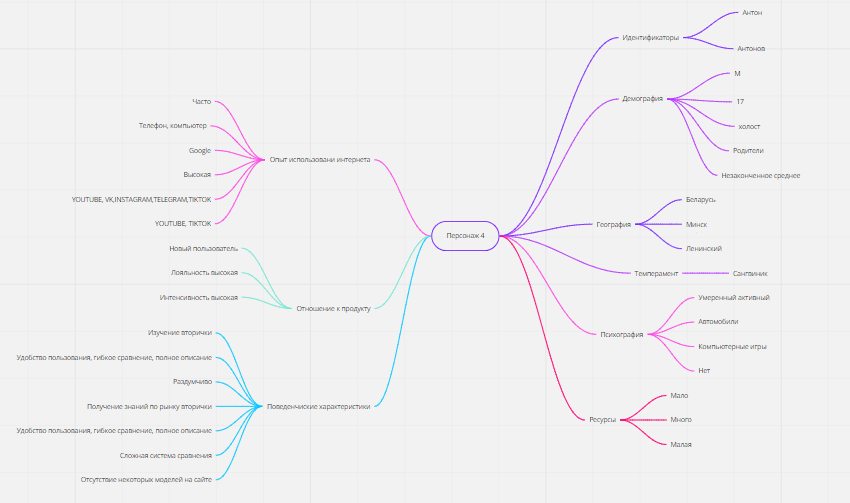 Персонаж 4
Идентификаторы
Антон
Антонов
Демография
М
17
холост
Родители
Незаконченное среднее
География
Беларусь
Минск
Ленинский
Темперамент
Сангвиник
Психография
Умеренный активный
Автомобили
Компьютерные игры
Нет
Ресурсы
Мало
Много
Малая
Опыт использовани интернета
Часто
Телефон, компьютер
Google
Высокая
YOUTUBE, VK,INSTAGRAM,TELEGRAM,TIKTOK
YOUTUBE, TIKTOK
Отношение к продукту
Новый пользователь
Лояльность высокая
Интенсивность высокая
Поведенчиские характеристики
Изучение вторички
Удобство пользования, гибкое сравнение, полное описание
Раздумчиво
Получение знаний по рынку вторички
Удобство пользования, гибкое сравнение, полное описание
Сложная система сравнения
Отсутствие некоторых моделей на сайте